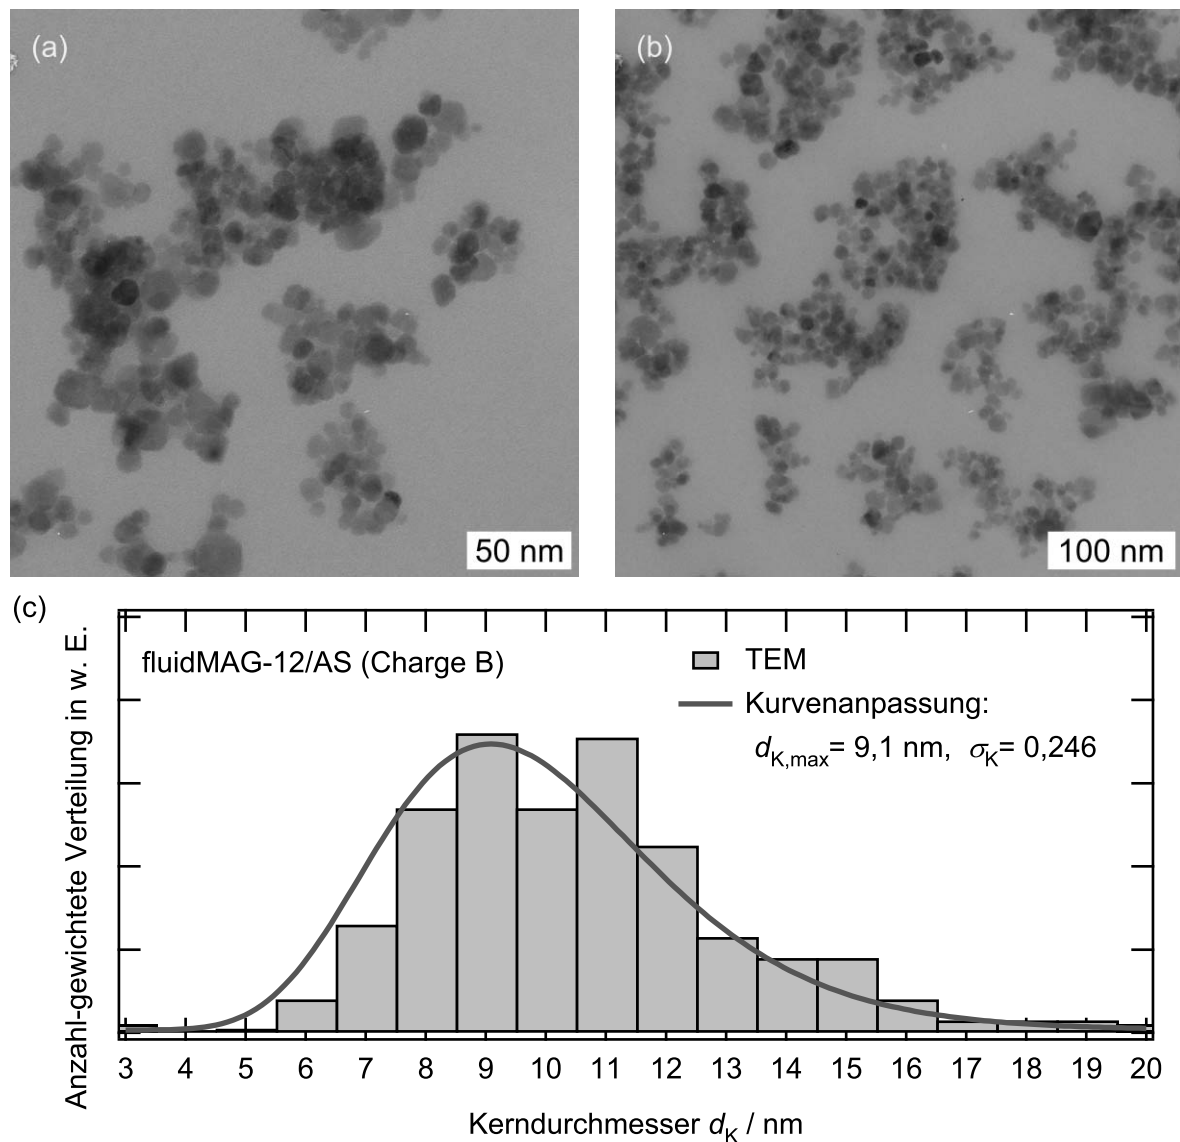 (a)
50 nm
(b)
100 nm
(c)
Anzahl-gewichtete Verteilung in w. E.
fluidMAG-12/AS (Charge B)
TEM
Kurvenanpassung:
dK,max= 9,1 nm, σK= 0,246
3 4 5 6 7 8 9 10 11 12 13 14 15 16 17 18 19 20
Kerndurchmesser dK / nm